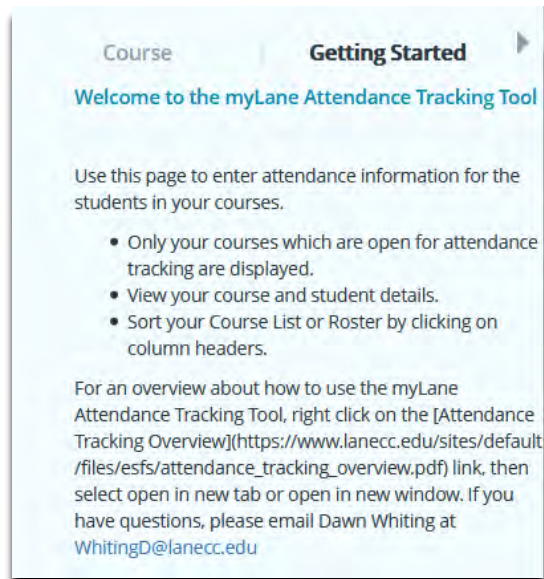 Course Getting Started
Welcome to the myLane Attendance Tracking Tool
Use this page to enter attendance information for the
students in your courses.
• Only your courses which are open for attendance
tracking are displayed.
• View your course and student details.
• Sort your Course List or Roster by clicking on
column headers.
For an overview about how to use the myLane
Attendance Tracking Tool, right click on the [Attendance
Tracking Overview](https://www.lanecc.edu/sites/default
/files/esfs/attendance_tracking_overview.pdf) link, then
select open in new tab or open in new window. If you
have questions, please email Dawn Whiting at
WhitingD@lanecc.edu